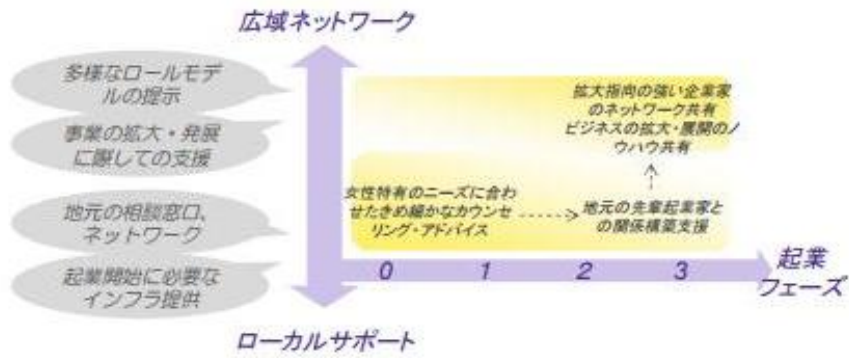 広域ネットワーク
多様なロールモデ
ルの提示
事業の拡大・発展
に際しての支援
地元の相談窓口、
ネットワーク
起業開始に必要な
インフラ提供
拡大指向の強い企業家
のネットワーク共有
ビジネスの拡大・展開のノ
ウハウ共有
女性特有のニーズに合わ
せたきめ細かなカウンセ
リング・アドバイス
地元の先輩起業家と
の関係構築支援
0 1 2 3
起業
フェーズ
ローカルサポート